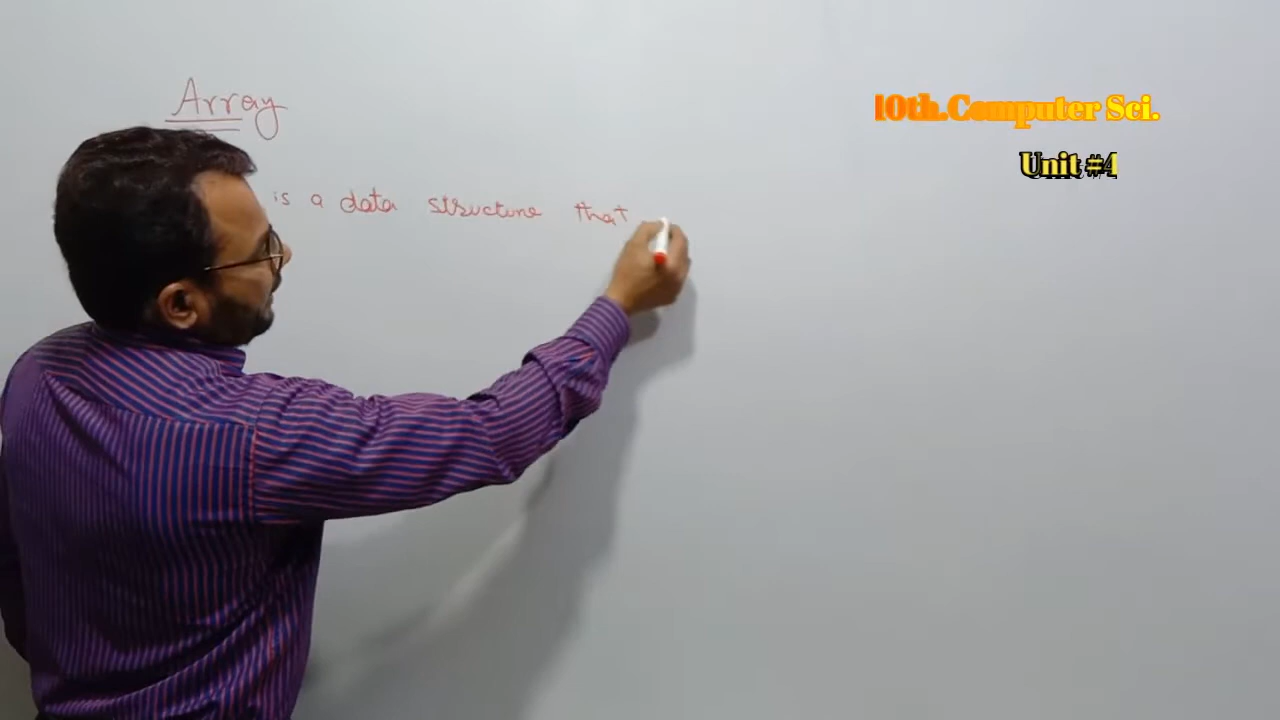 Array
is a data structure that
10th.Computer Sci.
Unit #4